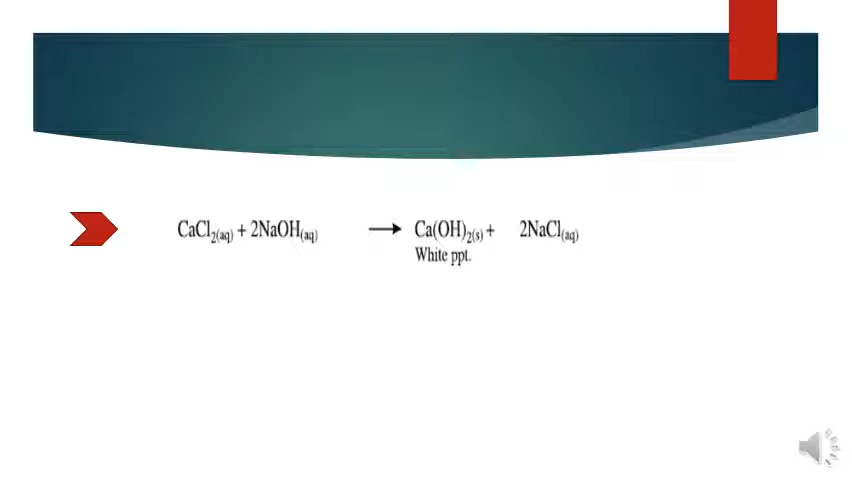 CaCl₂(aq) + 2NaOH(aq) ⟶ Ca(OH)₂(s) + 2NaCl(aq)
White ppt.